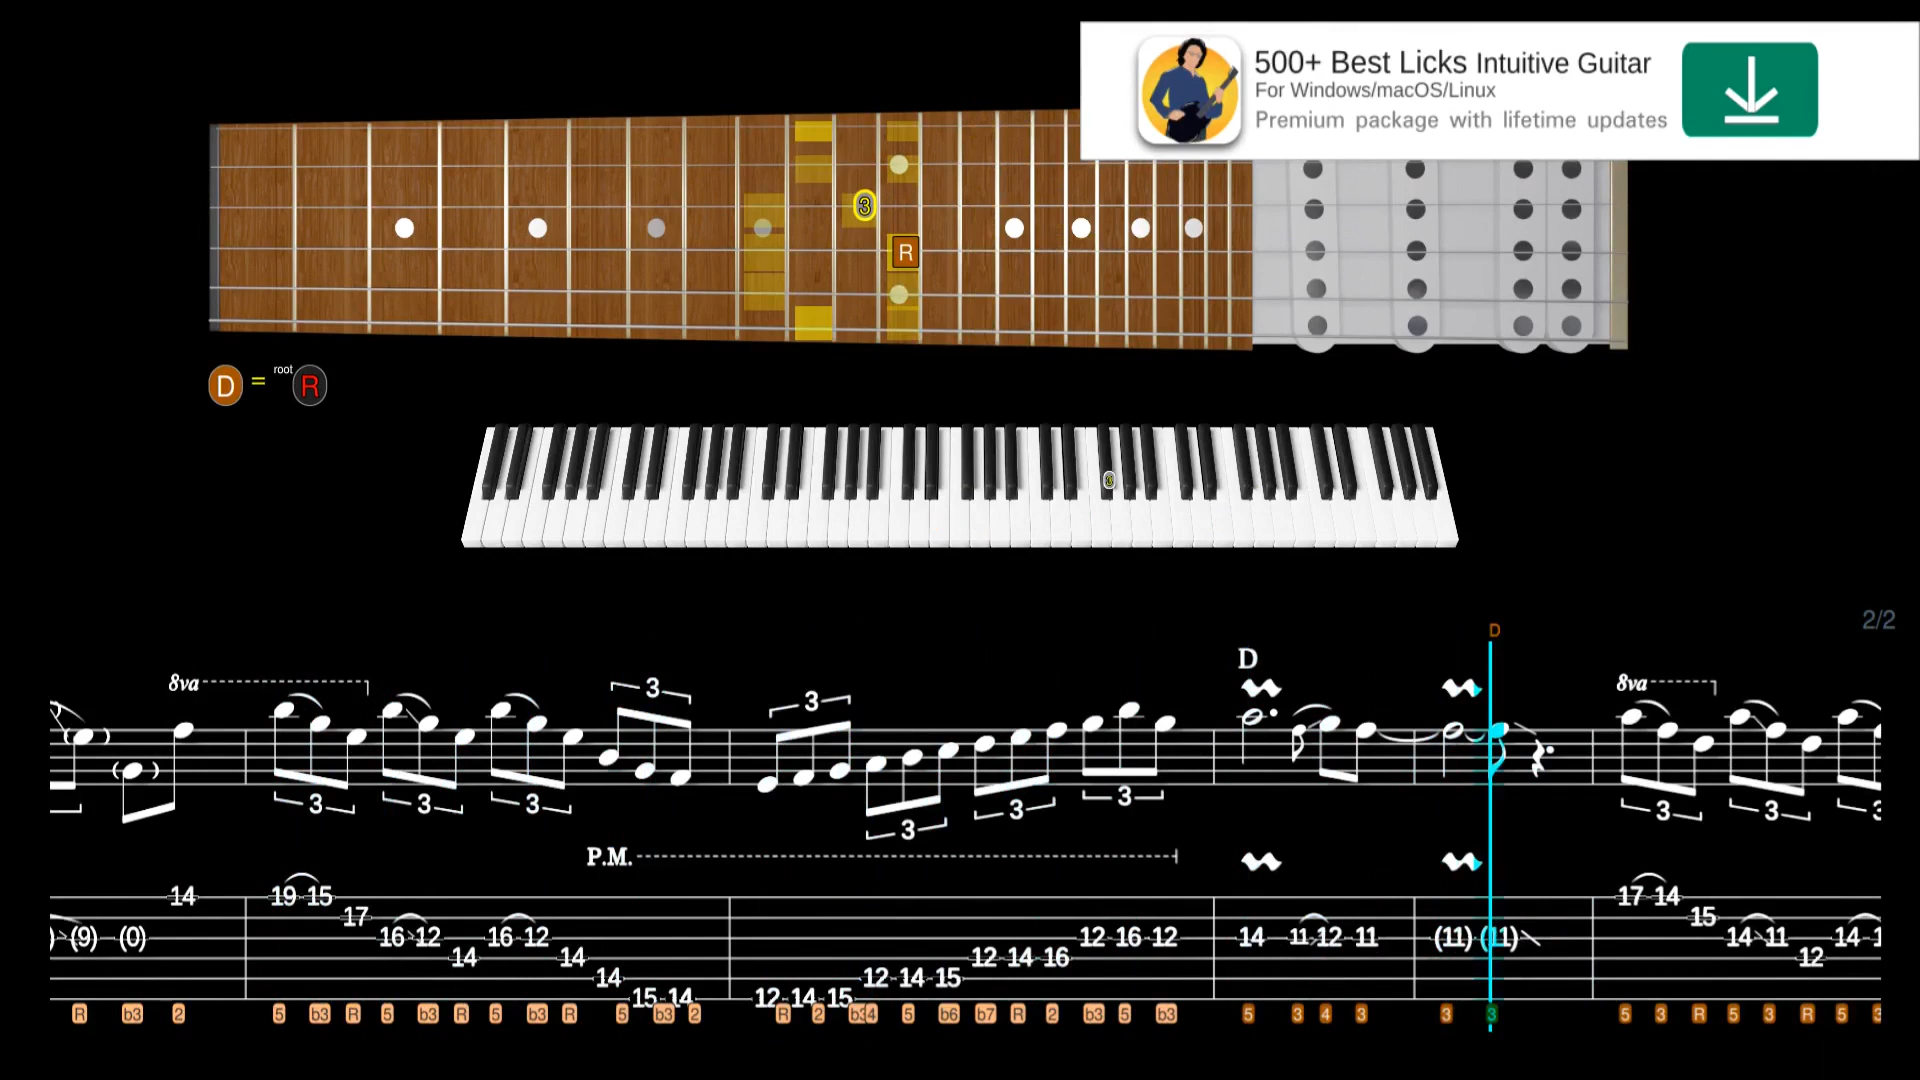 500+ Best Licks Intuitive Guitar
For Windows/macOS/Linux
Premium package with lifetime updates
3
R
D = root R
3
2/2
D
D
8va
8va
3
3
3 3 3
3 3 3
3 3 3
P.M.
14 19 15 17 14
17 14 15
(9) (0) 16 12 16 12 12 16 12 14 11 12 11 (11) (11) 14 11 14 1
14 14 12 14 16 12
14 12 14 15
15 14 12 14 15
R b3 2 5 b3 R 5 b3 R 5 b3 R 5 b3 2 R 2 b3 4 5 b6 b7 R 2 b3 5 b3 5 3 4 3 3 3 5 3 R 5 3 R 5 3